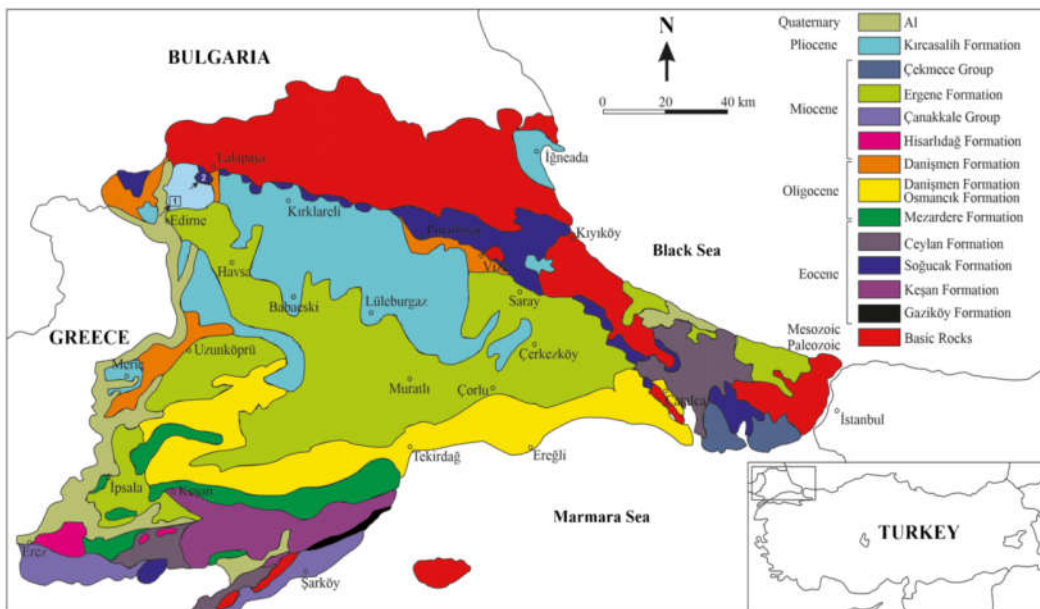 BULGARIA
N
0 20 40 km
İğneada
Kırklareli
Kıyıköy
Black Sea
1
2
Edirne
Havsa
Babaeski
Lüleburgaz
Saray
GREECE
Uzunköprü
Meriç
Çerkezköy
Muratlı
Çorlu
İstanbul
Tekirdağ
Ereğli
İpsala
Keşan
Marmara Sea
Şarköy
TURKEY
Quaternary
Al
Pliocene
Kırcasalih Formation
Miocene
Çekmece Group
Ergene Formation
Çanakkale Group
Hisarlıdağ Formation
Oligocene
Danişmen Formation
Danişmen Formation
Osmancık Formation
Mezardere Formation
Eocene
Ceylan Formation
Soğucak Formation
Keşan Formation
Gaziköy Formation
Mesozoic
Paleozoic
Basic Rocks